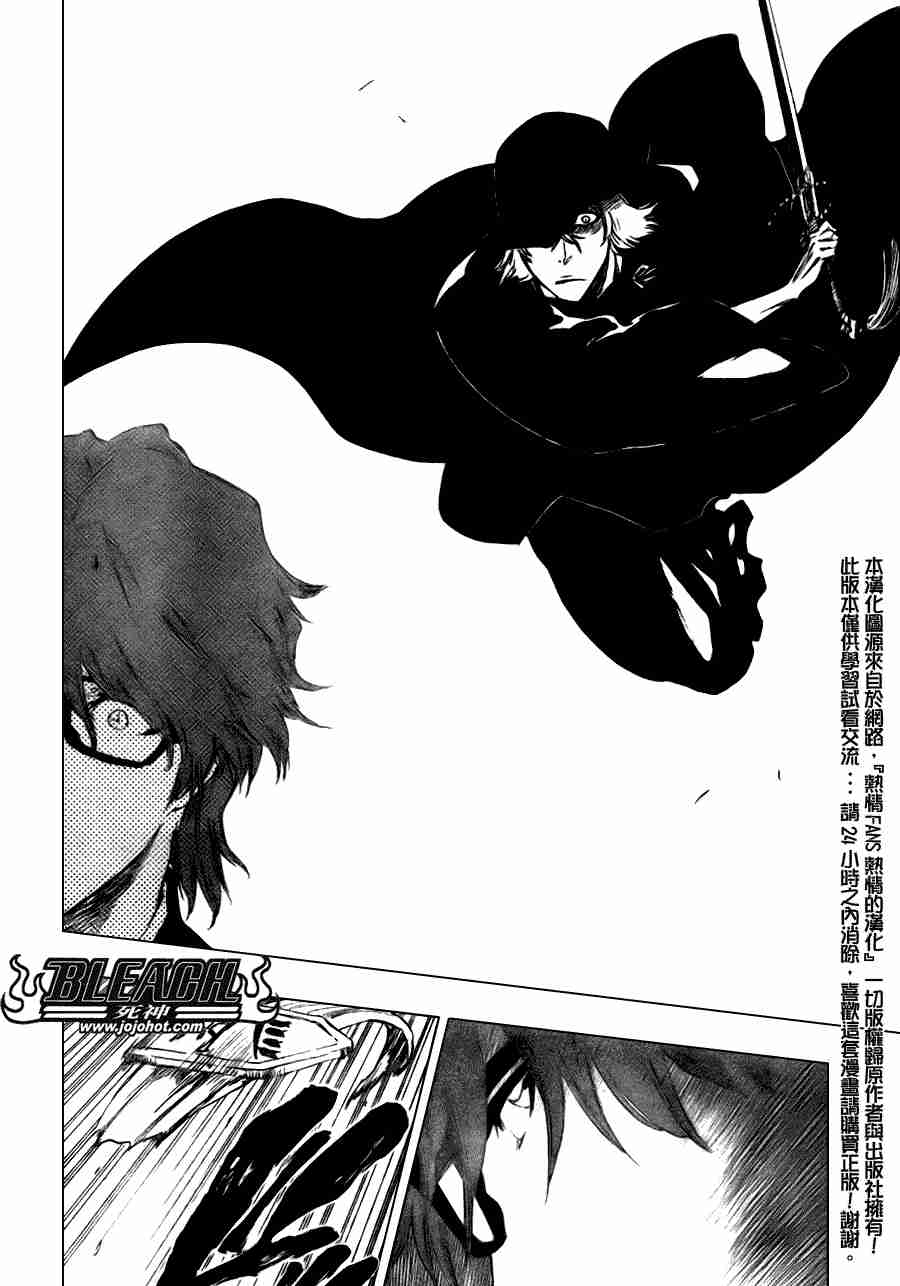 本漢化圖源來自於網路，『熱情FANS 熱情的漢化』 一切版權歸原作者與出版社擁有！
此版本僅供學習試看交流… 請 24 小時之內消除，喜歡這套漫畫請購買正版！謝謝。
BLEACH
死神
www.jojohot.com